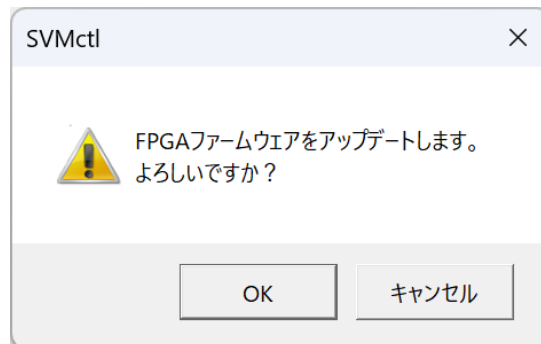 SVMctl
FPGAファームウェアをアップデートします。
よろしいですか？
OK
キャンセル